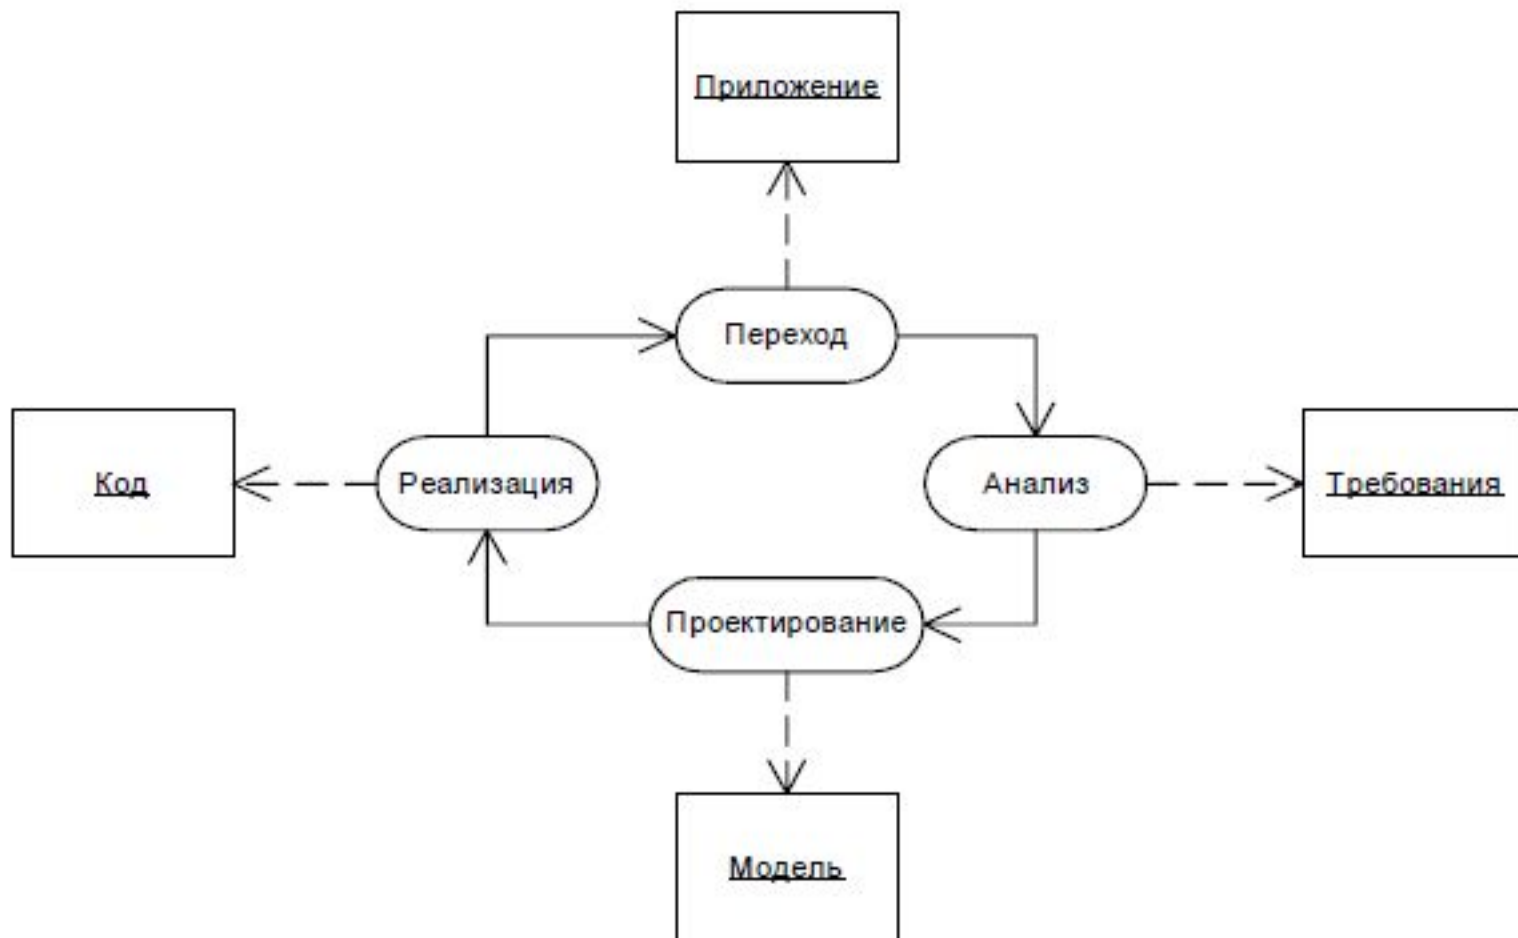 Приложение
Переход
Код
Реализация
Анализ
Требования
Проектирование
Модель